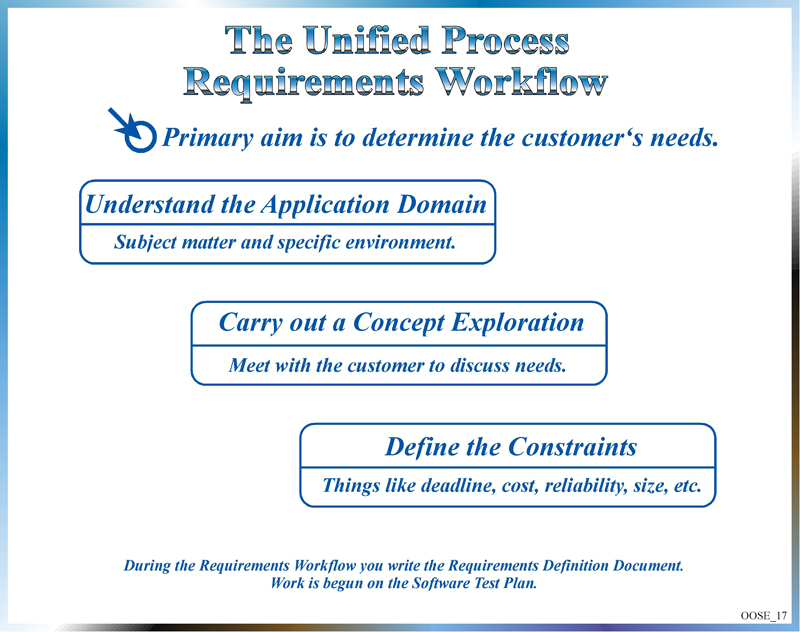 The Unified Process
Requirements Workflow
Primary aim is to determine the customer‘s needs.
Understand the Application Domain
Subject matter and specific environment.
Carry out a Concept Exploration
Meet with the customer to discuss needs.
Define the Constraints
Things like deadline, cost, reliability, size, etc.
During the Requirements Workflow you write the Requirements Definition Document.
Work is begun on the Software Test Plan.
OOSE_17